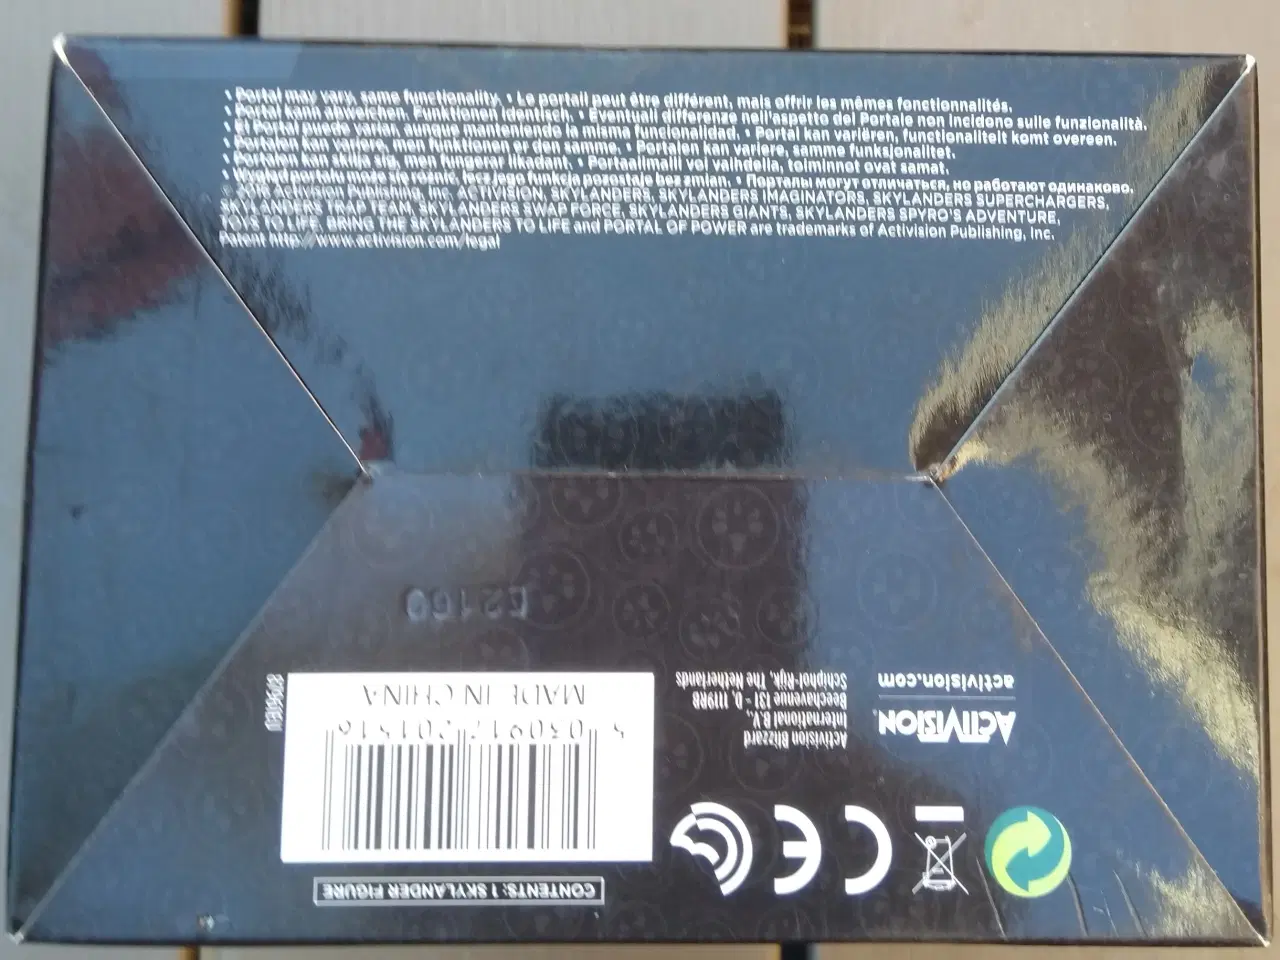 • Portal may vary, same functionality. • Le portail peut être différent, mais offrir les mêmes fonctionnalités.
• Portal kann abweichen. Funktionen identisch. • Eventuali differenze nell'aspetto del Portale non incidono sulle funzionalità.
• El Portal puede variar, aunque manteniendo la misma funcionalidad. • Portal kan variëren, functionaliteit komt overeen.
• Portalen kan variere, men funktionen er den samme. • Portalen kan variere, samme funksjonalitet.
• Portalen kan skilja sig, men fungerar likadant. • Portaalimalli voi vaihdella, toiminnot ovat samat.
• Wygląd portalu może się różnić, lecz jego funkcje pozostają bez zmian. • Порталы могут отличаться, но работают одинаково.
© 2016 Activision Publishing, Inc. ACTIVISION, SKYLANDERS, SKYLANDERS IMAGINATORS, SKYLANDERS SUPERCHARGERS,
SKYLANDERS TRAP TEAM, SKYLANDERS SWAP FORCE, SKYLANDERS GIANTS, SKYLANDERS SPYRO'S ADVENTURE,
TOYS TO LIFE, BRING THE SKYLANDERS TO LIFE and PORTAL OF POWER are trademarks of Activision Publishing, Inc.
Patent http://www.activision.com/legal
CONTENTS: 1 SKYLANDER FIGURE
5 030917 201516
MADE IN CHINA
Activision Blizzard
International B.V.,
Beechavenue 131 - D, 1119RB
Schiphol-Rijk, The Netherlands
ACTIVISION
activision.com
CE